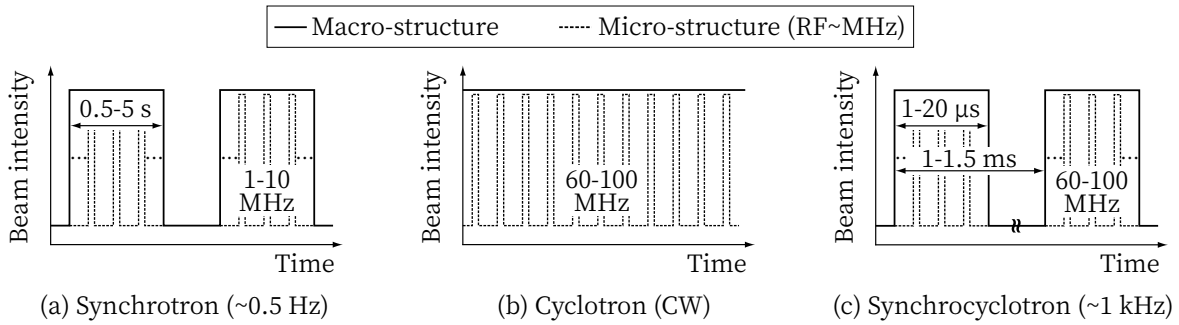 Macro-structure
Micro-structure (RF~MHz)
Beam intensity
0.5-5 s
1-10
MHz
Time
(a) Synchrotron (~0.5 Hz)
Beam intensity
60-100
MHz
Time
(b) Cyclotron (CW)
Beam intensity
1-20 μs
1-1.5 ms
60-100
MHz
Time
(c) Synchrocyclotron (~1 kHz)